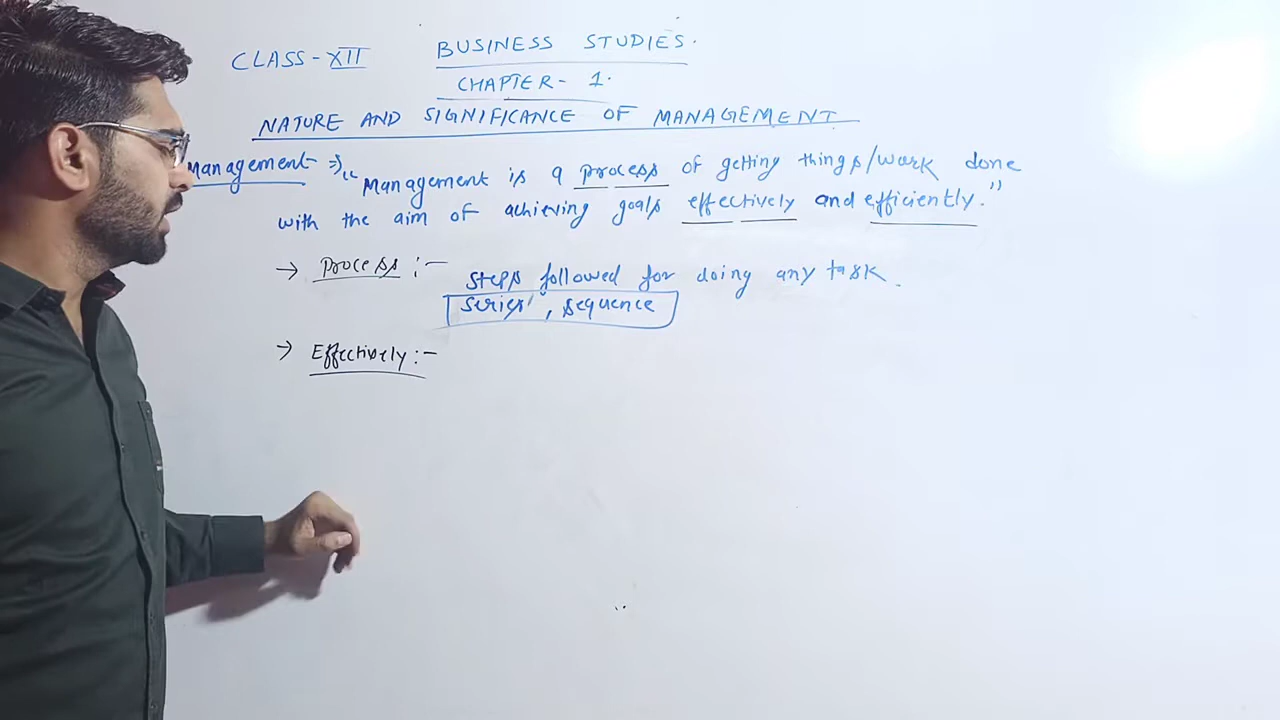 CLASS-XII BUSINESS STUDIES.
CHAPTER- 1.
NATURE AND SIGNIFICANCE OF MANAGEMENT
Management → "Management is a process of getting things/work done
with the aim of achieving goals effectively and efficiently."
→ Process :- steps followed for doing any task.
series, sequence
→ Effectively :-